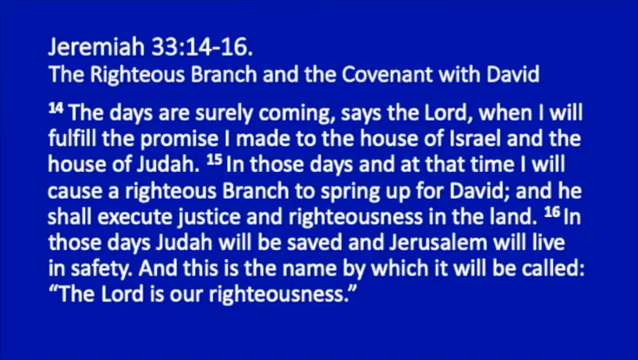 Jeremiah 33:14-16.
The Righteous Branch and the Covenant with David
14 The days are surely coming, says the Lord, when I will
fulfill the promise I made to the house of Israel and the
house of Judah. 15 In those days and at that time I will
cause a righteous Branch to spring up for David; and he
shall execute justice and righteousness in the land. 16 In
those days Judah will be saved and Jerusalem will live
in safety. And this is the name by which it will be called:
“The Lord is our righteousness.”